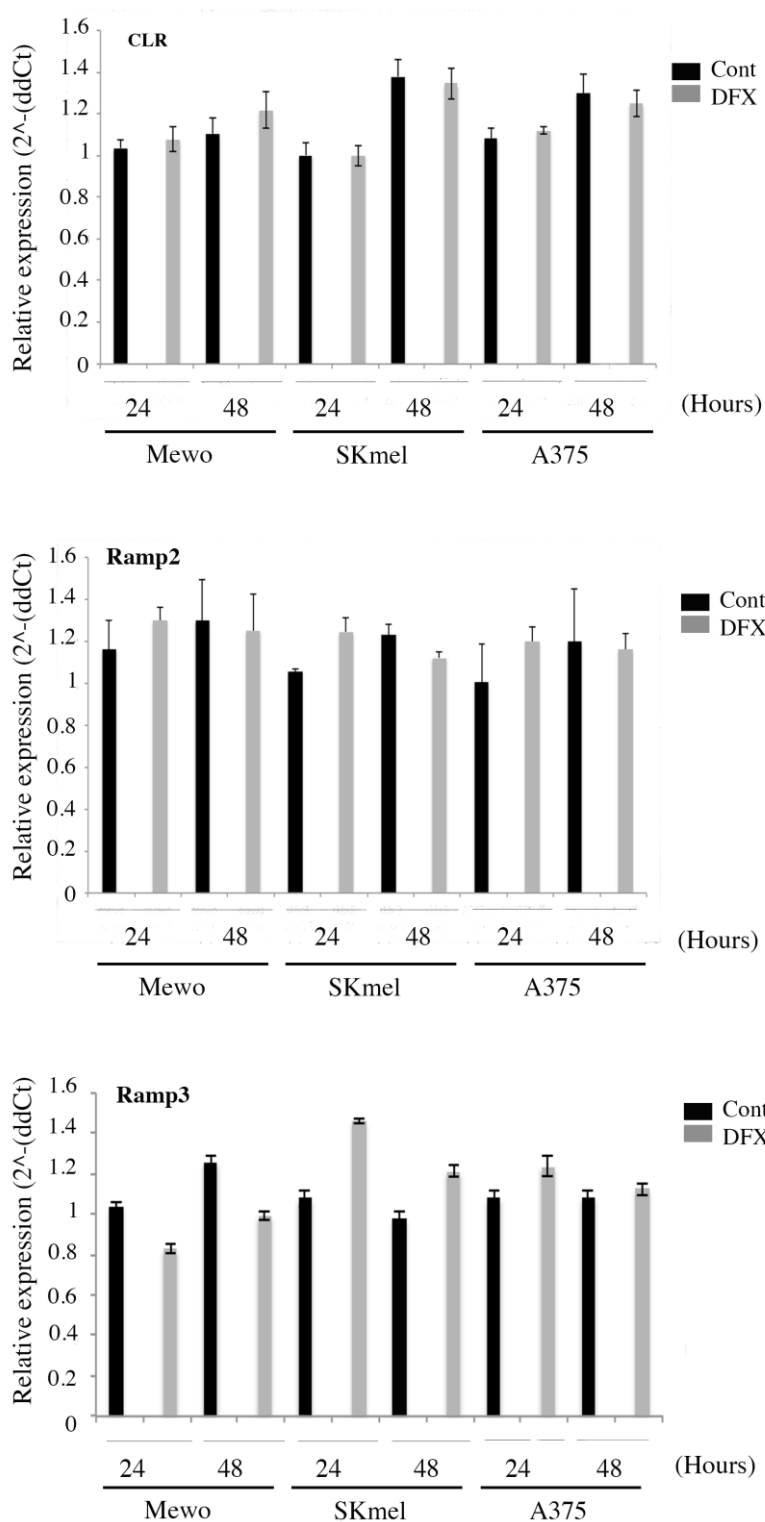 CLR
Relative expression (2^-(ddCt)
1.6
1.4
1.2
1
0.8
0.6
0.4
0.2
0
Cont
DFX
24 48 24 48 24 48 (Hours)
Mewo SKmel A375
Ramp2
Relative expression (2^-(ddCt)
1.6
1.4
1.2
1
0.8
0.6
0.4
0.2
0
Cont
DFX
24 48 24 48 24 48 (Hours)
Mewo SKmel A375
Ramp3
Relative expression (2^-(ddCt)
1.6
1.4
1.2
1
0.8
0.6
0.4
0.2
0
Cont
DFX
24 48 24 48 24 48 (Hours)
Mewo SKmel A375